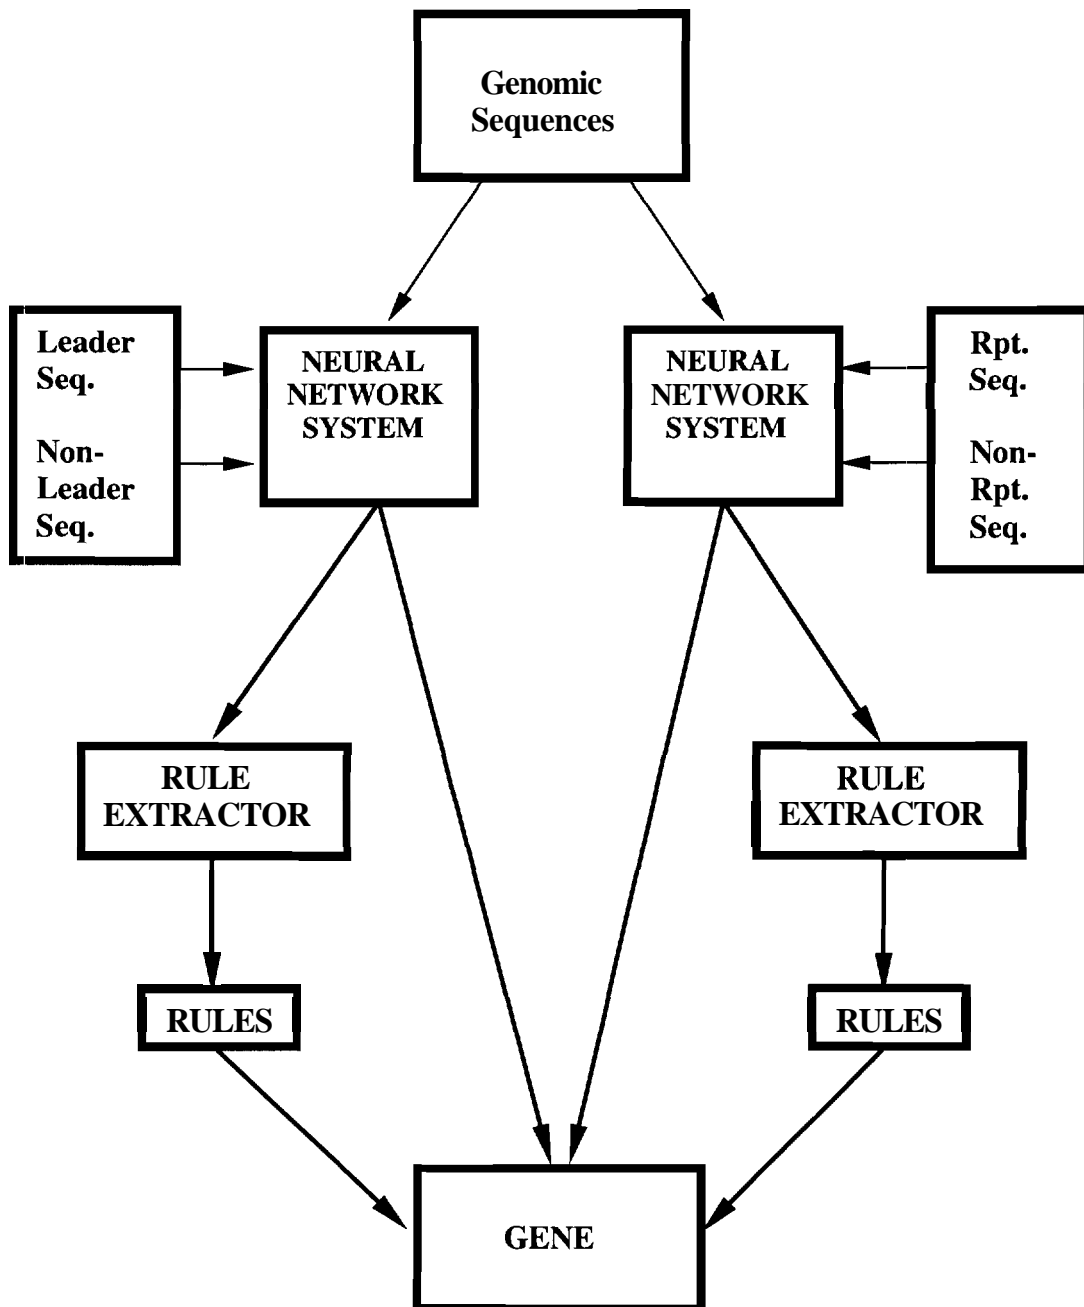 Genomic
Sequences
Leader
Seq.
Non-
Leader
Seq.
NEURAL
NETWORK
SYSTEM
NEURAL
NETWORK
SYSTEM
Rpt.
Seq.
Non-
Rpt.
Seq.
RULE
EXTRACTOR
RULE
EXTRACTOR
RULES
RULES
GENE